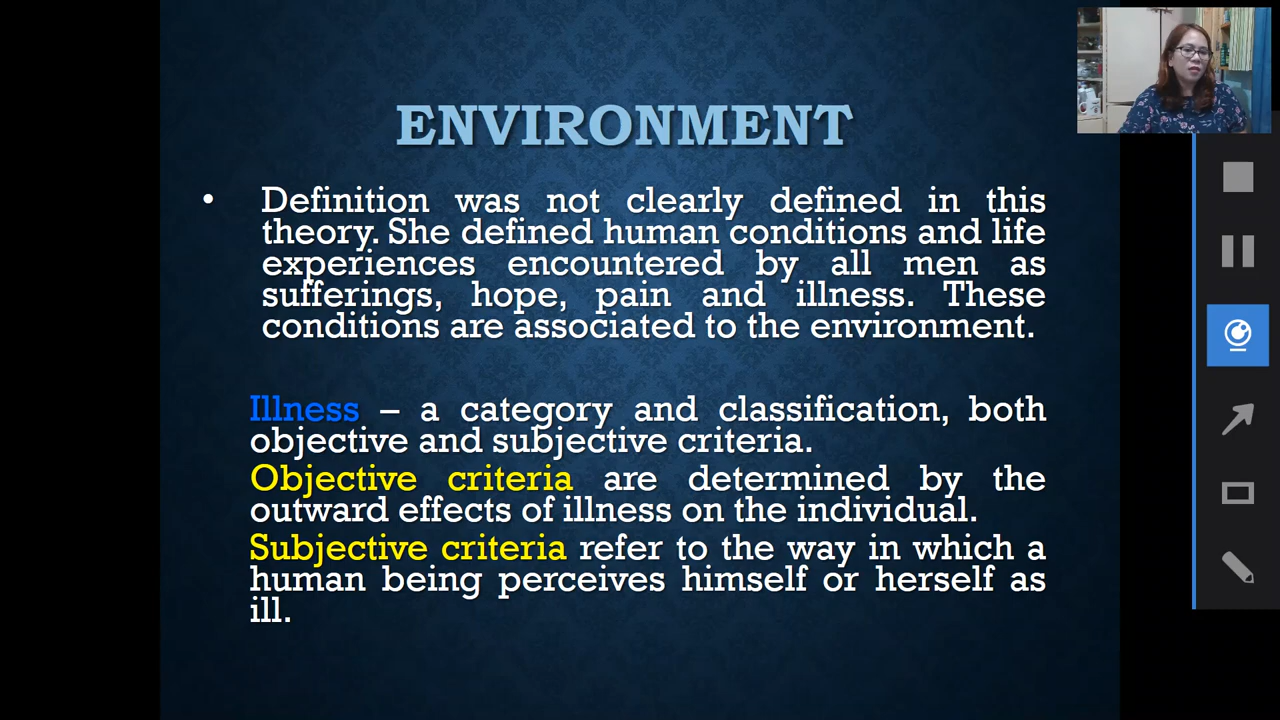 ENVIRONMENT
• Definition was not clearly defined in this
theory. She defined human conditions and life
experiences encountered by all men as
sufferings, hope, pain and illness. These
conditions are associated to the environment.
Illness – a category and classification, both
objective and subjective criteria.
Objective criteria are determined by the
outward effects of illness on the individual.
Subjective criteria refer to the way in which a
human being perceives himself or herself as
ill.